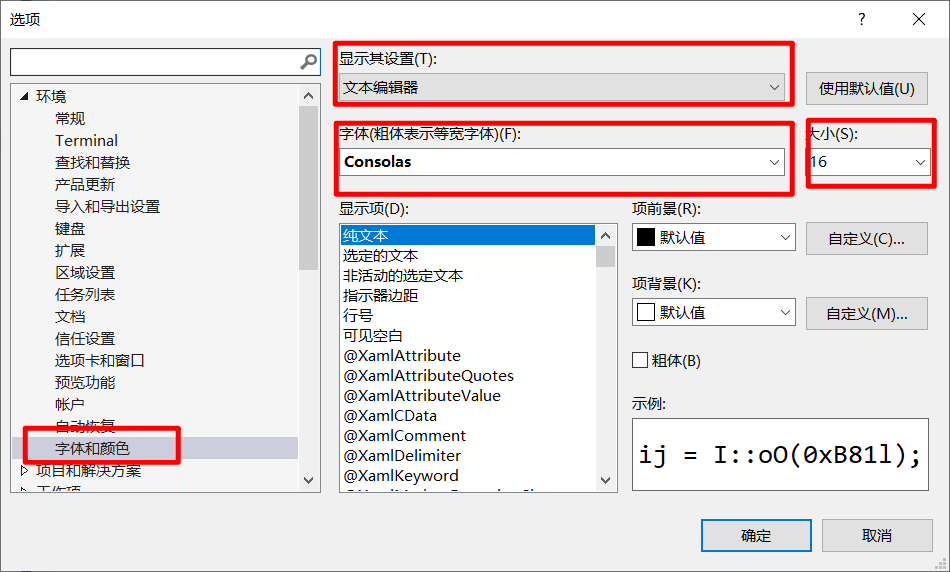 选项
?
显示其设置(T):
文本编辑器
使用默认值(U)
环境
常规
Terminal
查找和替换
产品更新
导入和导出设置
键盘
扩展
区域设置
任务列表
文档
信任设置
选项卡和窗口
预览功能
帐户
自动恢复
字体和颜色
项目和解决方案
工作项
字体(粗体表示等宽字体)(F):
大小(S):
Consolas
16
显示项(D):
纯文本
选定的文本
非活动的选定文本
指示器边距
行号
可见空白
@XamlAttribute
@XamlAttributeQuotes
@XamlAttributeValue
@XamlCData
@XamlComment
@XamlDelimiter
@XamlKeyword
项前景(R):
默认值
自定义(C)...
项背景(K):
默认值
自定义(M)...
粗体(B)
示例:
ij = I::oO(0xB81l);
确定
取消